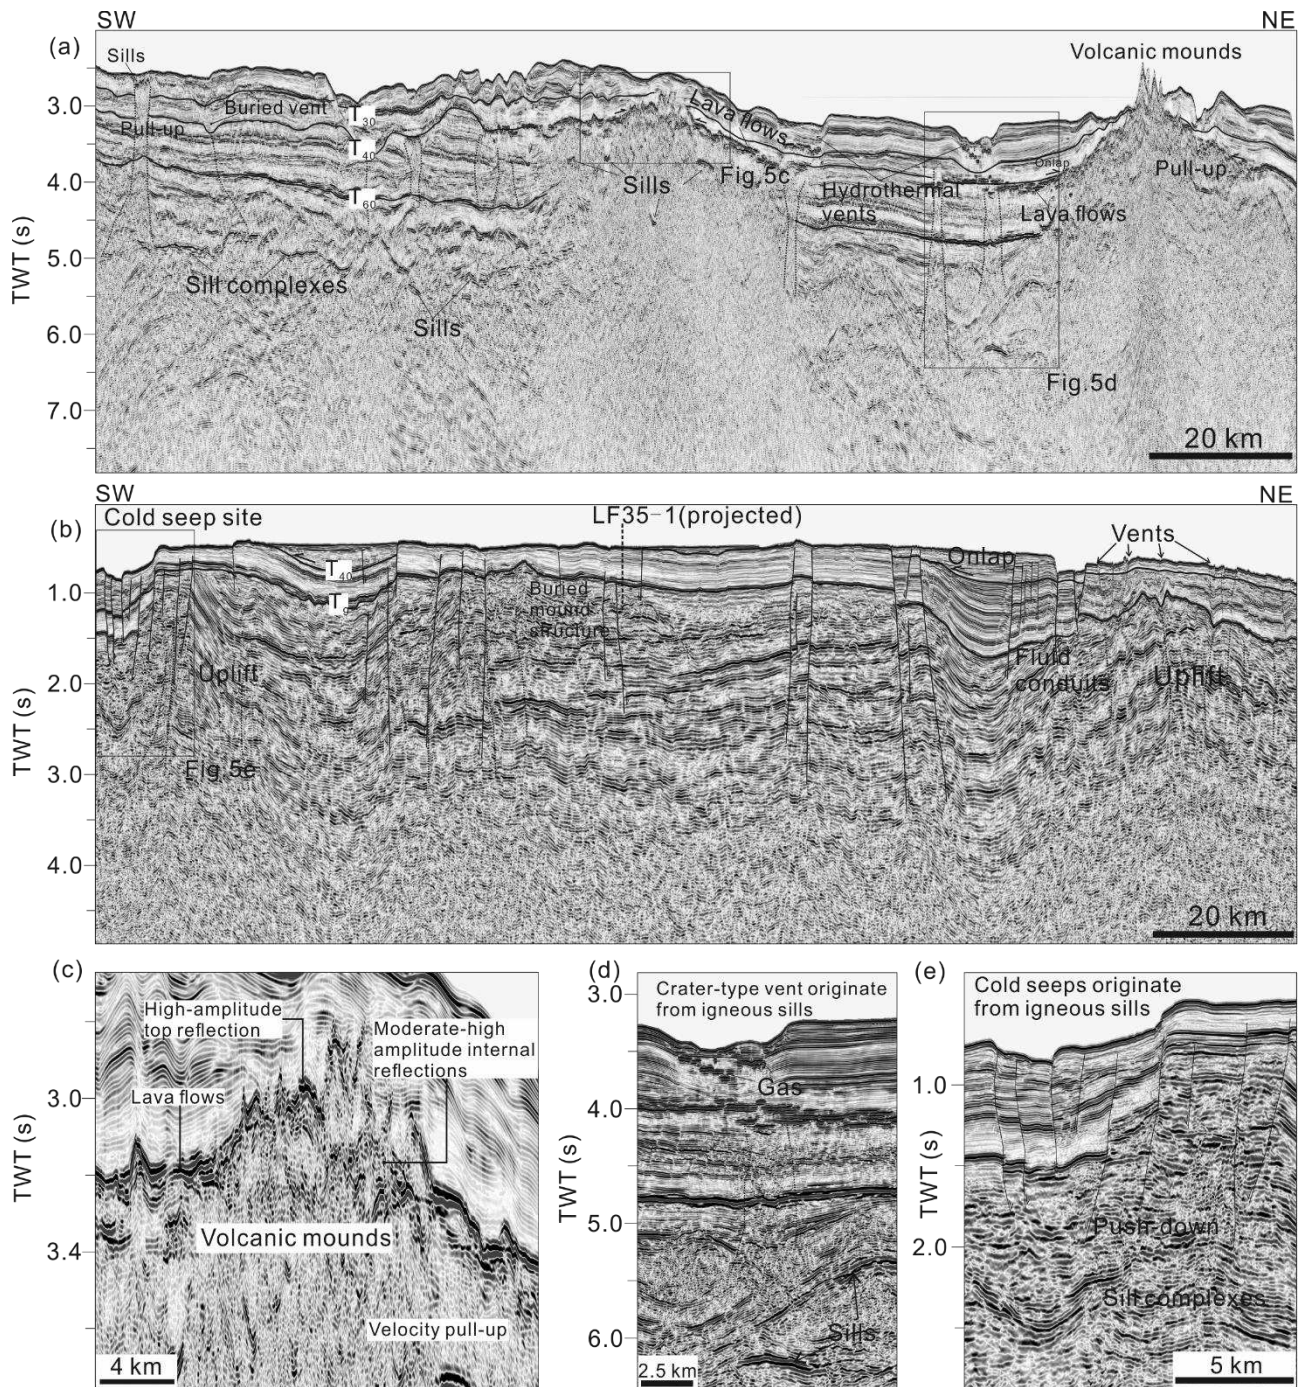 SW
NE
(a)
Sills
Volcanic mounds
Buried vent
T30
Lava flows
3.0
Pull-up
T40
Onlap
Fig.5c
Pull-up
4.0
Sills
Hydrothermal
vents
T60
Lava flows
5.0
Sill complexes
Sills
TWT (s)
6.0
Fig.5d
7.0
20 km
SW
NE
(b)
Cold seep site
LF35-1(projected)
Vents
Onlap
T40
1.0
Buried
mound
structure
Uplift
Fluid
conduits
Uplift
2.0
TWT (s)
Fig.5e
3.0
4.0
20 km
(c)
High-amplitude
top reflection
Moderate-high
amplitude internal
reflections
Lava flows
3.0
TWT (s)
Volcanic mounds
3.4
Velocity pull-up
4 km
(d)
3.0
Crater-type vent originate
from igneous sills
Gas
4.0
TWT (s)
5.0
Sills
6.0
2.5 km
(e)
Cold seeps originate
from igneous sills
1.0
TWT (s)
Push-down
2.0
Sill complexes
5 km